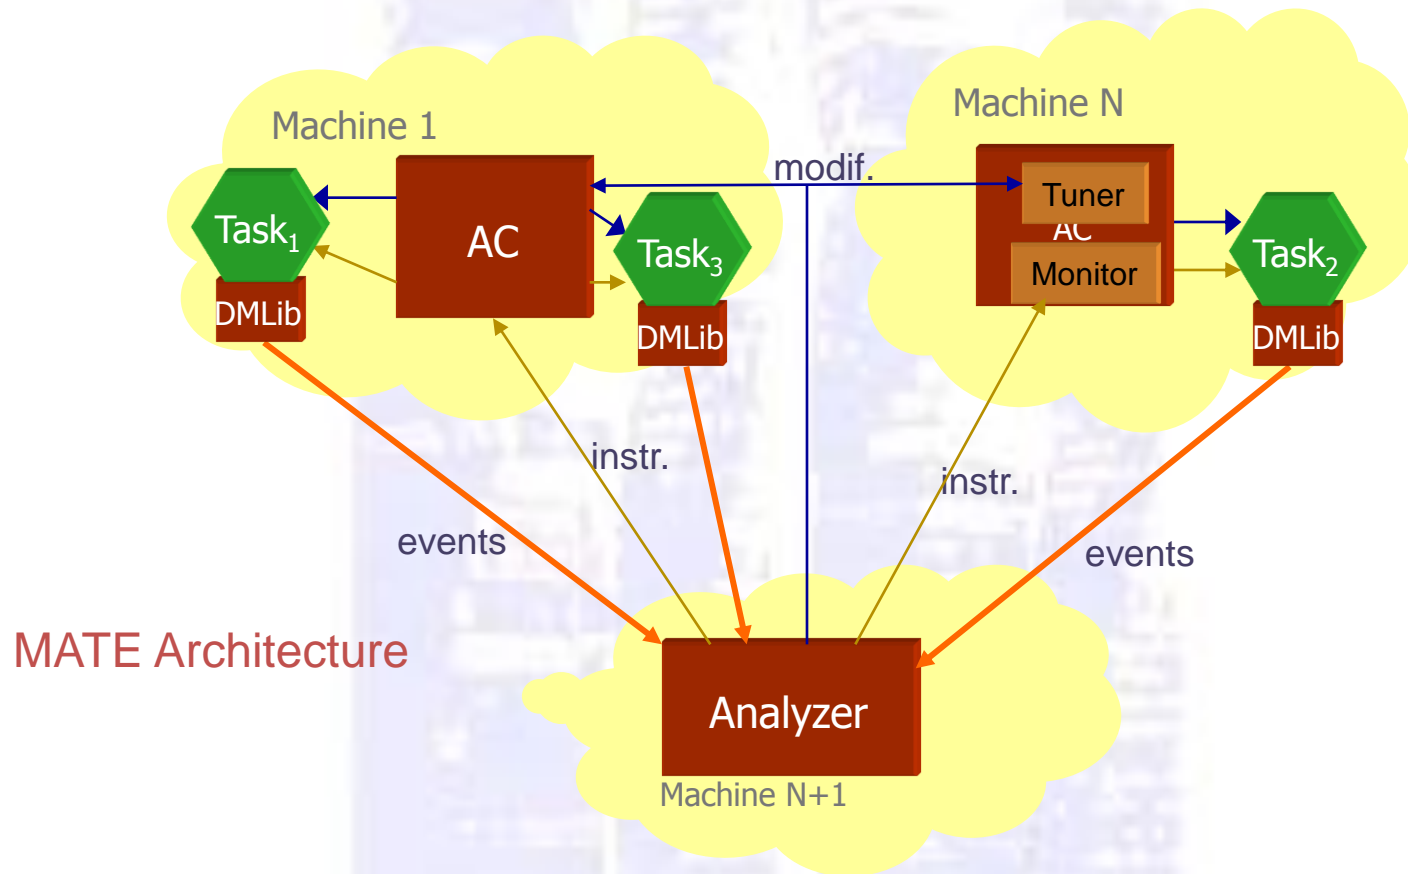 Machine 1
Machine N
modif.
Tuner
AC
Monitor
Task1
AC
Task3
Task2
DMLib
DMLib
DMLib
instr.
instr.
events
events
MATE Architecture
Analyzer
Machine N+1